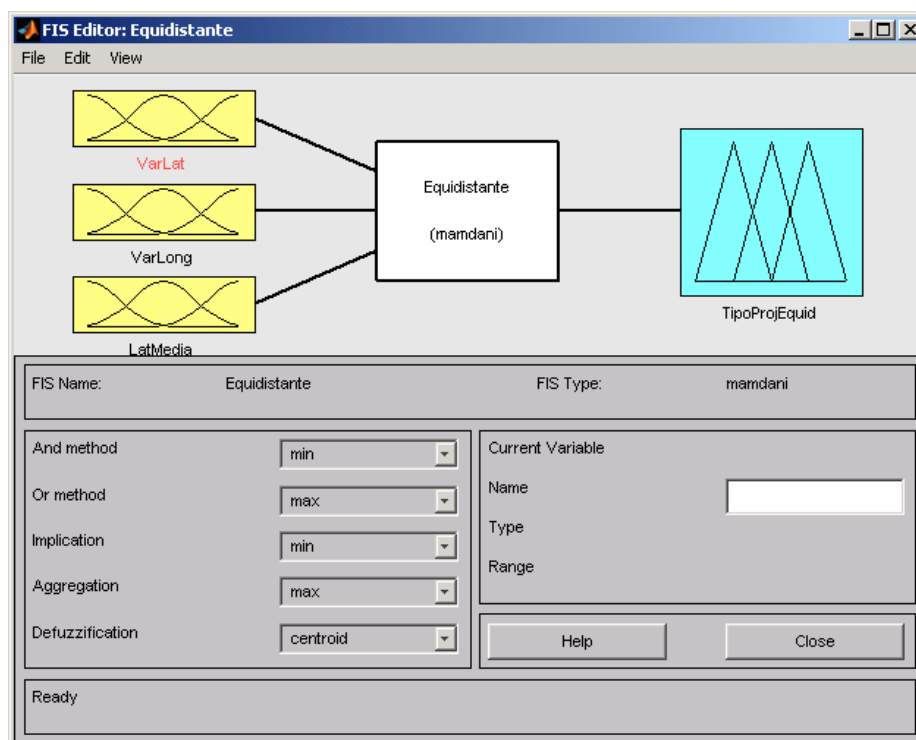 FIS Editor: Equidistante
File Edit View
VarLat
VarLong
LatMedia
Equidistante
(mamdani)
TipoProjEquid
FIS Name: Equidistante FIS Type: mamdani
And method min
Or method max
Implication min
Aggregation max
Defuzzification centroid
Current Variable
Name
Type
Range
Help Close
Ready